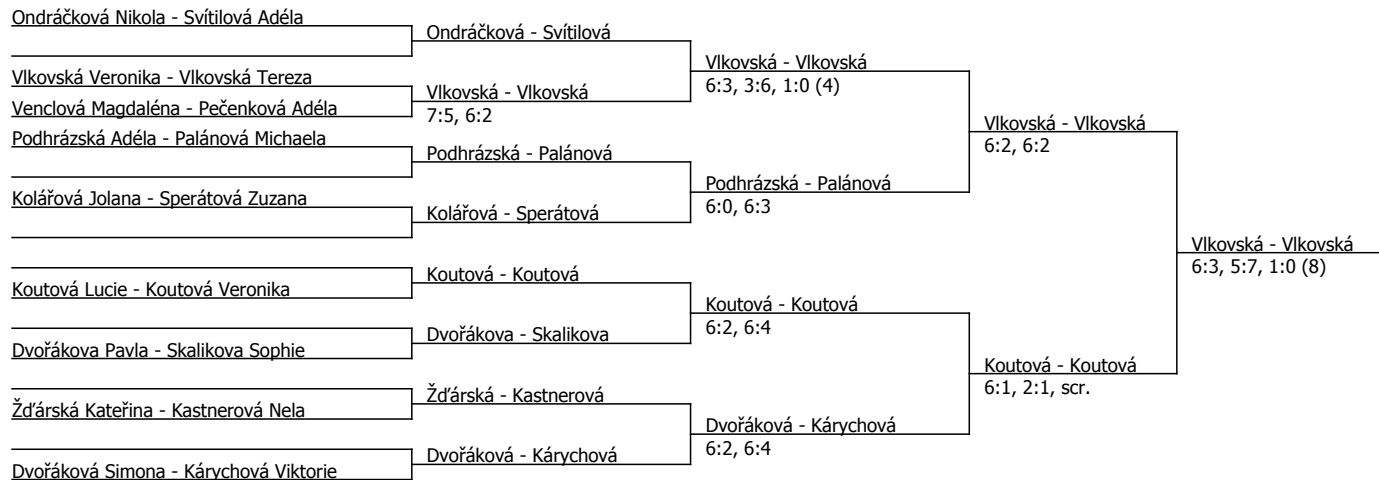 Ondráčková Nikola - Svítilová Adéla
Vlkovská Veronika - Vlkovská Tereza
Venclová Magdaléna - Pečenková Adéla
Podhrázská Adéla - Palánová Michaela
Kolářová Jolana - Sperátová Zuzana
Koutová Lucie - Koutová Veronika
Dvořákova Pavla - Skalikova Sophie
Žďárská Kateřina - Kastnerová Nela
Dvořáková Simona - Kárychová Viktorie
Ondráčková - Svítilová
Vlkovská - Vlkovská
7:5, 6:2
Podhrázská - Palánová
Kolářová - Sperátová
Koutová - Koutová
Dvořákova - Skalikova
Žďárská - Kastnerová
Dvořáková - Kárychová
Vlkovská - Vlkovská
6:3, 3:6, 1:0 (4)
Podhrázská - Palánová
6:0, 6:3
Koutová - Koutová
6:2, 6:4
Dvořáková - Kárychová
6:2, 6:4
Vlkovská - Vlkovská
6:2, 6:2
Koutová - Koutová
6:1, 2:1, scr.
Vlkovská - Vlkovská
6:3, 5:7, 1:0 (8)